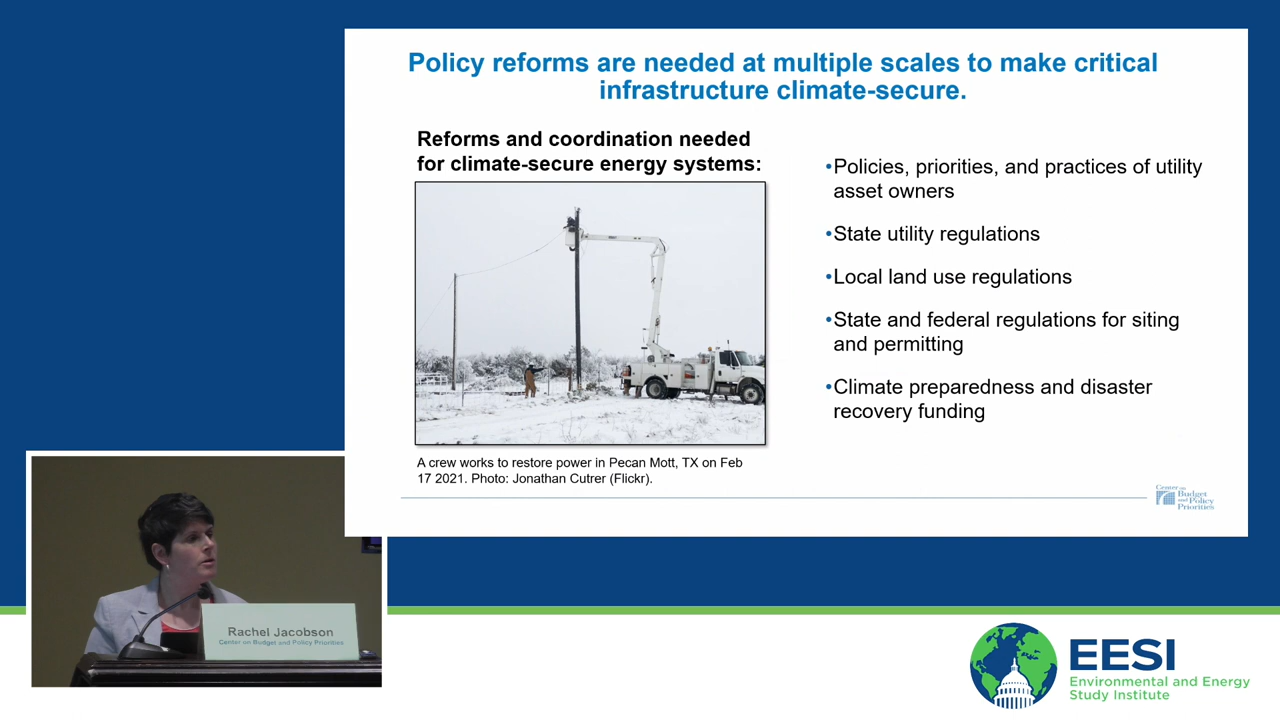 Policy reforms are needed at multiple scales to make critical
infrastructure climate-secure.
Reforms and coordination needed
for climate-secure energy systems:
•Policies, priorities, and practices of utility
asset owners
•State utility regulations
•Local land use regulations
•State and federal regulations for siting
and permitting
•Climate preparedness and disaster
recovery funding
A crew works to restore power in Pecan Mott, TX on Feb
17 2021. Photo: Jonathan Cutrer (Flickr).
Center on
Budget
and Policy
Priorities
Rachel Jacobson
Center on Budget and Policy Priorities
EESI
Environmental and Energy
Study Institute